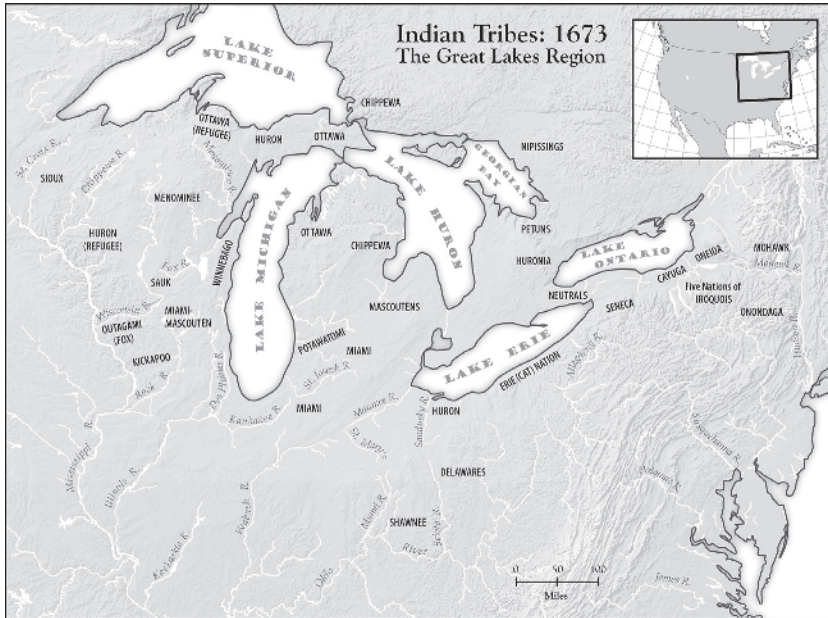 Indian Tribes: 1673
The Great Lakes Region
LAKE
SUPERIOR
CHIPPEWA
OTTAWA
(REFUGEE)
HURON
OTTAWA
NIPISSINGS
GEORGIAN
BAY
St. Croix R.
Chippewa R.
Menominee R.
SIOUX
MENOMINEE
LAKE HURON
LAKE MICHIGAN
HURON
(REFUGEE)
OTTAWA
CHIPPEWA
PETUNS
HURONIA
LAKE
ONTARIO
ONEIDA
CAYUGA
MOHAWK
Mohawk R.
Fox R.
SAUK
WINNEBAGO
Wisconsin R.
MIAMI-
MASCOUTEN
MASCOUTENS
NEUTRALS
SENECA
Five Nations of
IROQUOIS
ONONDAGA
OUTAGAMI
(FOX)
KICKAPOO
POTAWATOMI
MIAMI
LAKE ERIE
ERIE (CAT) NATION
Allegheny R.
Hudson R.
Rock R.
Des Plaines R.
St. Joseph R.
Kankakee R.
MIAMI
Maumee R.
Sandusky R.
HURON
St. Mary's
Susquehanna R.
Mississippi R.
Illinois R.
DELAWARES
Potomac R.
Wabash R.
Miami R.
SHAWNEE
Scioto R.
Kaskaskia R.
Ohio
River
James R.
0
50
100
Miles